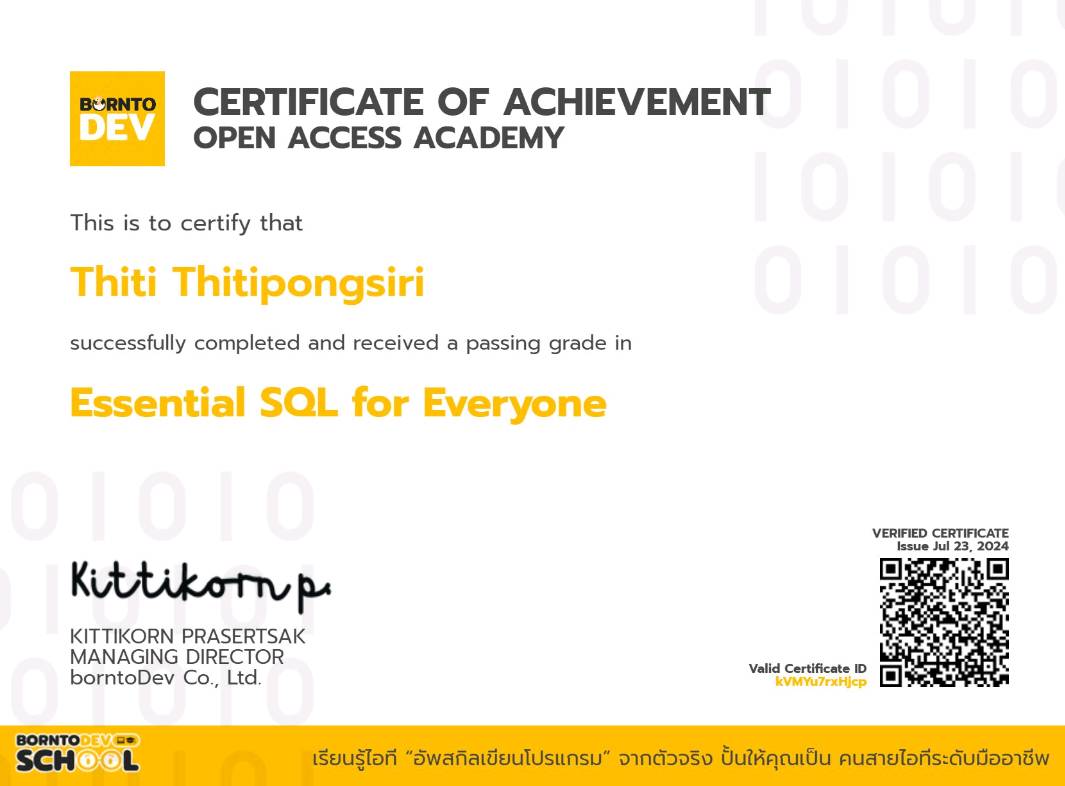 BORNTO
DEV
CERTIFICATE OF ACHIEVEMENT
OPEN ACCESS ACADEMY
This is to certify that
Thiti Thitipongsiri
successfully completed and received a passing grade in
Essential SQL for Everyone
Kittikorn p.
KITTIKORN PRASERTSAK
MANAGING DIRECTOR
borntoDev Co., Ltd.
VERIFIED CERTIFICATE
Issue Jul 23, 2024
Valid Certificate ID
kVMYu7rxHjcp
BORNTODEV
SCHOOL
เรียนรู้ไอที “อัพสกิลเขียนโปรแกรม” จากตัวจริง ปั้นให้คุณเป็น คนสายไอทีระดับมืออาชีพ